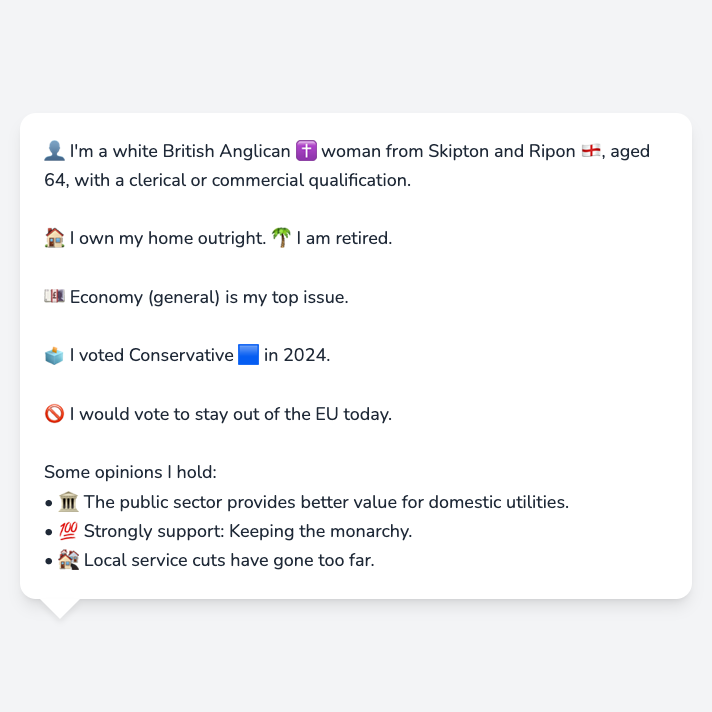 👤 I'm a white British Anglican ✝️ woman from Skipton and Ripon 🏴󠁧󠁢󠁥󠁮󠁧󠁿, aged
64, with a clerical or commercial qualification.
🏠 I own my home outright. 🌴 I am retired.
💷 Economy (general) is my top issue.
🗳️ I voted Conservative 🟦 in 2024.
🚫 I would vote to stay out of the EU today.
Some opinions I hold:
• 🏛️ The public sector provides better value for domestic utilities.
• 💯 Strongly support: Keeping the monarchy.
• 🏚️ Local service cuts have gone too far.